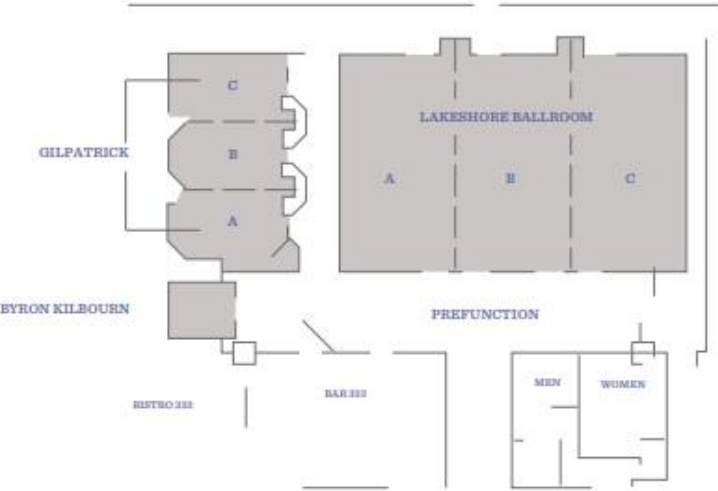 C
LAKESHORE BALLROOM
GILPATRICK
B
A
B
C
A
BYRON KILBOURN
PREFUNCTION
MEN
WOMEN
BAR 333
BISTRO 333